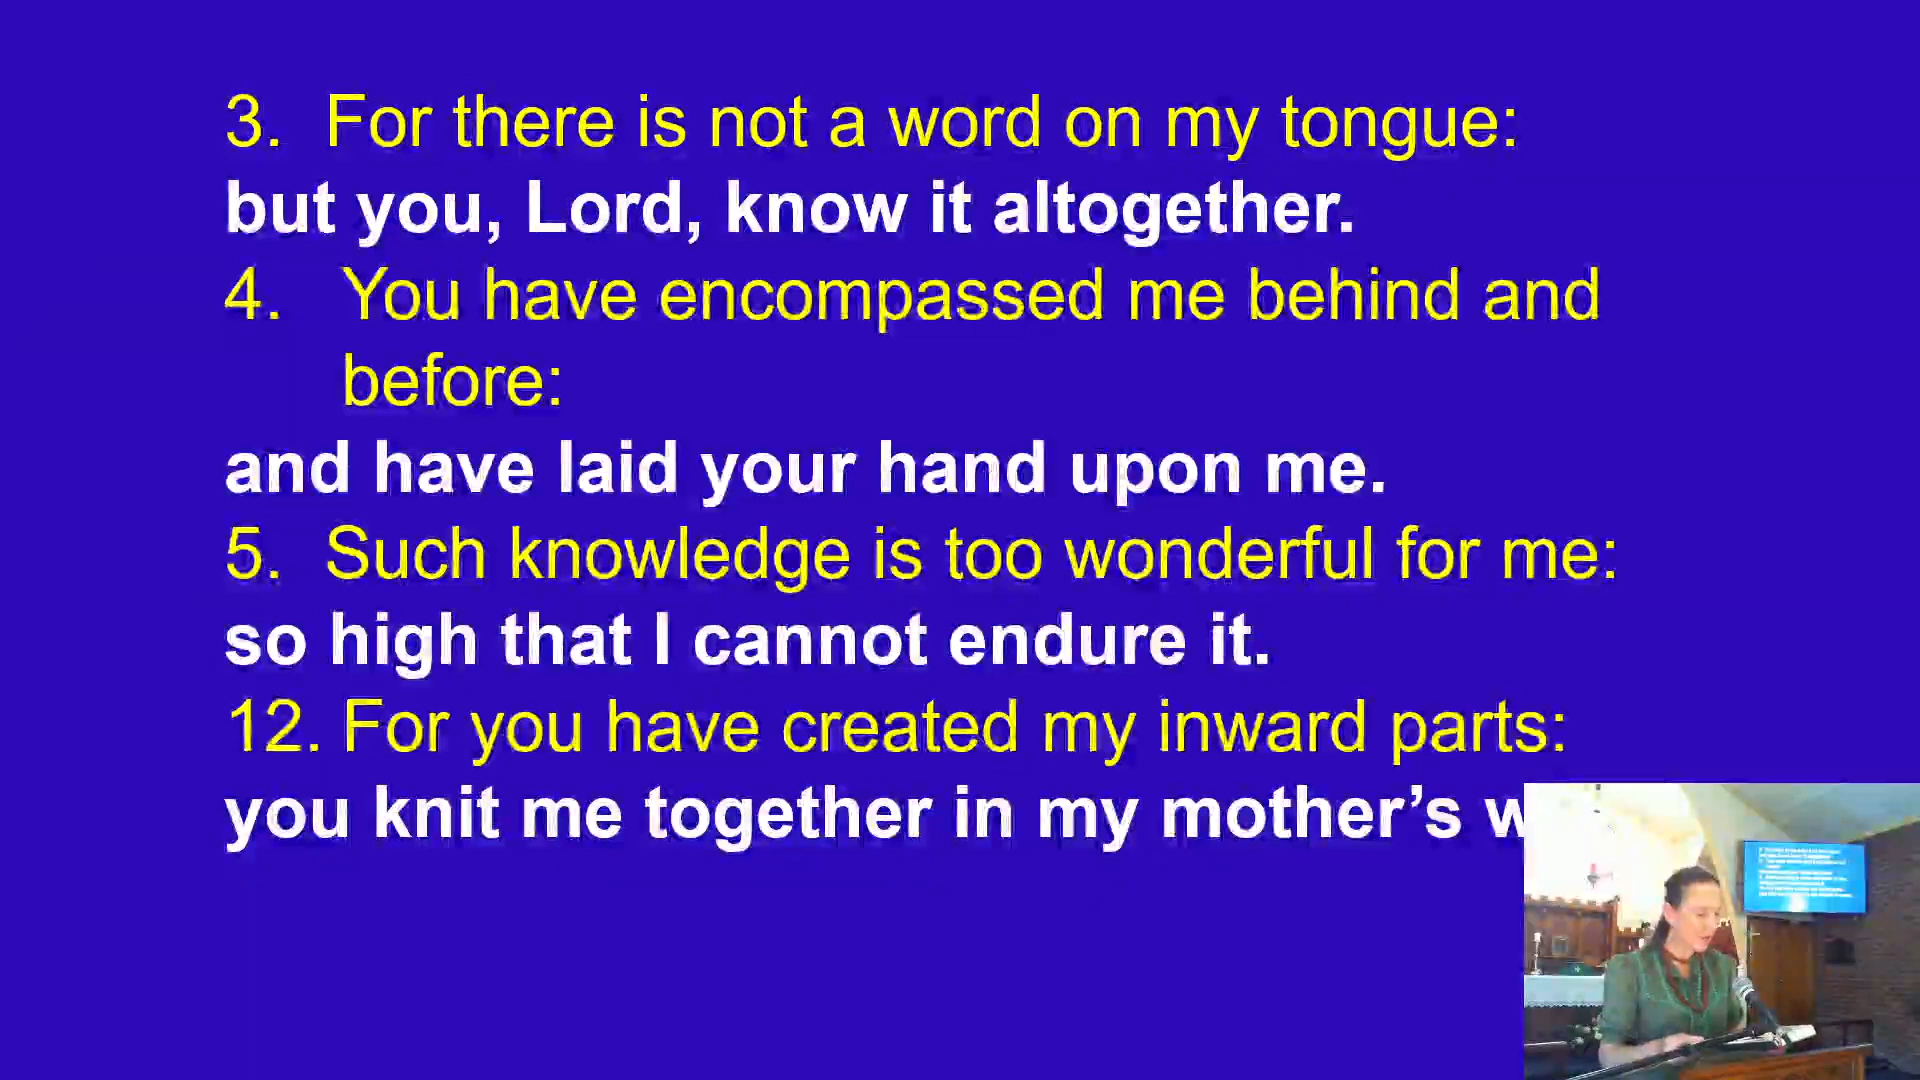 3. For there is not a word on my tongue:
but you, Lord, know it altogether.
4. You have encompassed me behind and
before:
and have laid your hand upon me.
5. Such knowledge is too wonderful for me:
so high that I cannot endure it.
12. For you have created my inward parts:
you knit me together in my mother’s